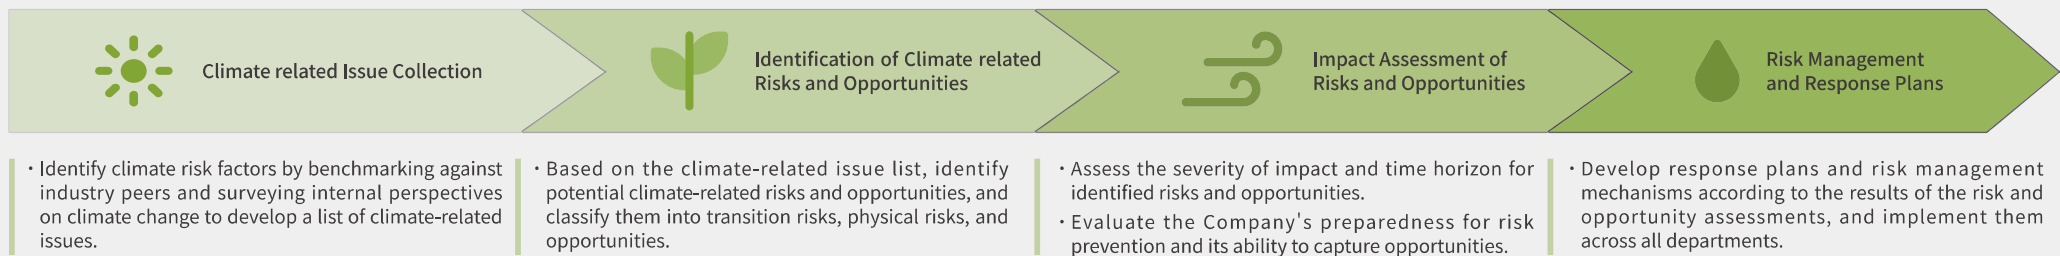 Climate related Issue Collection
Identification of Climate related
Risks and Opportunities
Impact Assessment of
Risks and Opportunities
Risk Management
and Response Plans
· Identify climate risk factors by benchmarking against
industry peers and surveying internal perspectives
on climate change to develop a list of climate-related
issues.
· Based on the climate-related issue list, identify
potential climate-related risks and opportunities, and
classify them into transition risks, physical risks, and
opportunities.
· Assess the severity of impact and time horizon for
identified risks and opportunities.
· Evaluate the Company's preparedness for risk
prevention and its ability to capture opportunities.
· Develop response plans and risk management
mechanisms according to the results of the risk and
opportunity assessments, and implement them
across all departments.